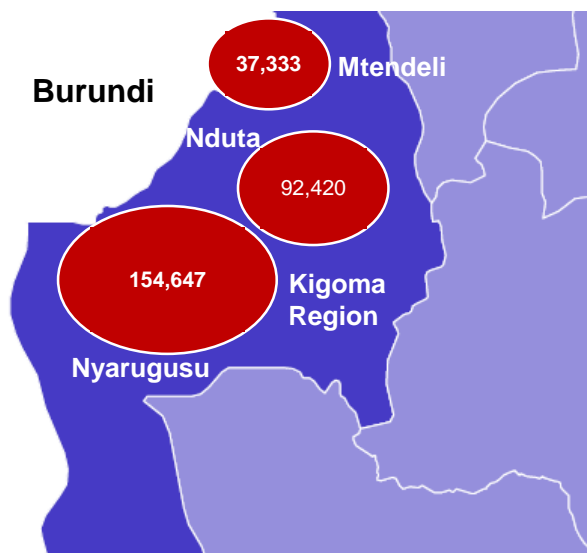 37,333
Mtendeli
Burundi
Nduta
92,420
154,647
Kigoma
Region
Nyarugusu